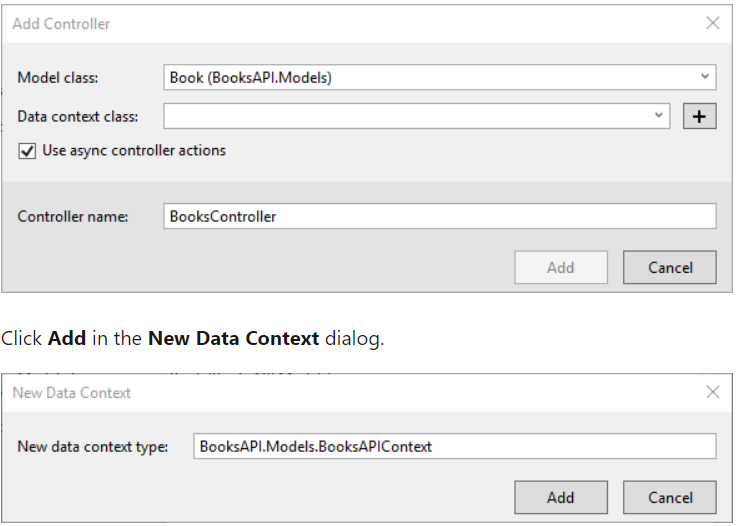 Add Controller
Model class: Book (BooksAPI.Models)
Data context class:
Use async controller actions
Controller name: BooksController
Add Cancel
Click Add in the New Data Context dialog.
New Data Context
New data context type: BooksAPI.Models.BooksAPIContext
Add Cancel